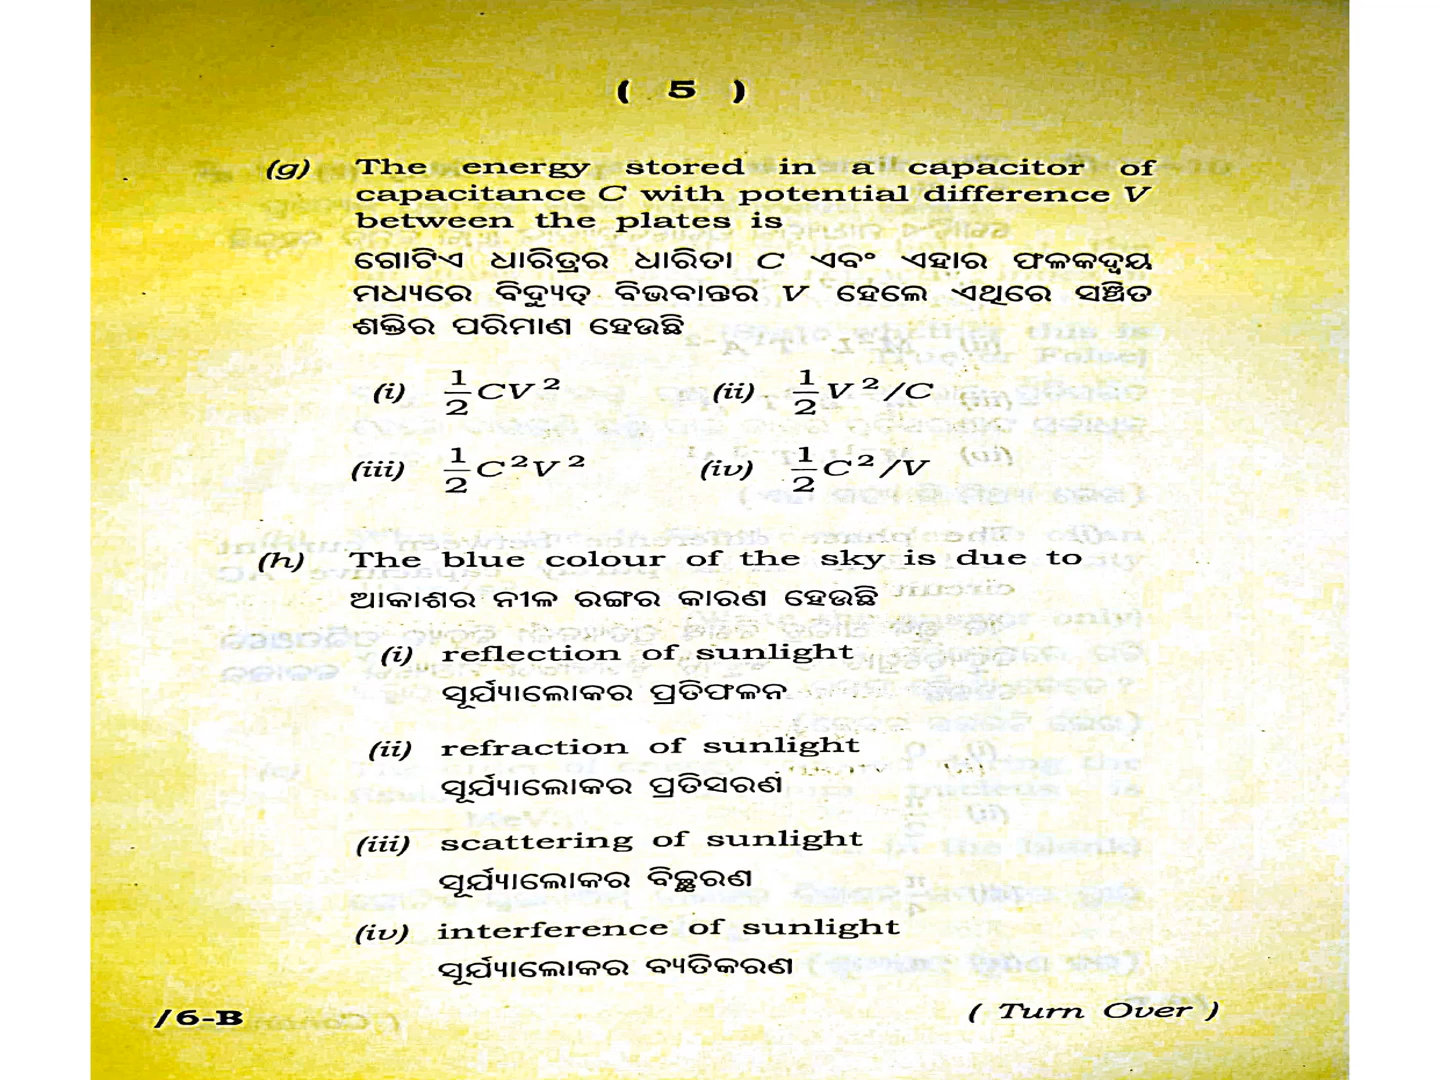 ( 5 )
(g) The energy stored in a capacitor of
capacitance C with potential difference V
between the plates is
ଗୋଟିଏ ଧାରିତ୍ରର ଧାରିତା C ଏବଂ ଏହାର ଫଳକଦ୍ୱୟ
ମଧ୍ୟରେ ବିଦ୍ୟୁତ୍ ବିଭବାନ୍ତର V ହେଲେ ଏଥିରେ ସଞ୍ଚିତ
ଶକ୍ତିର ପରିମାଣ ହେଉଛି
(i) 1/2 CV² (ii) 1/2 V²/C
(iii) 1/2 C²V² (iv) 1/2 C²/V
(h) The blue colour of the sky is due to
ଆକାଶର ନୀଳ ରଙ୍ଗର କାରଣ ହେଉଛି
(i) reflection of sunlight
ସୂର୍ଯ୍ୟାଲୋକର ପ୍ରତିଫଳନ
(ii) refraction of sunlight
ସୂର୍ଯ୍ୟାଲୋକର ପ୍ରତିସରଣ
(iii) scattering of sunlight
ସୂର୍ଯ୍ୟାଲୋକର ବିଚ୍ଛୁରଣ
(iv) interference of sunlight
ସୂର୍ଯ୍ୟାଲୋକର ବ୍ୟତିକରଣ
/6-B ( Turn Over )